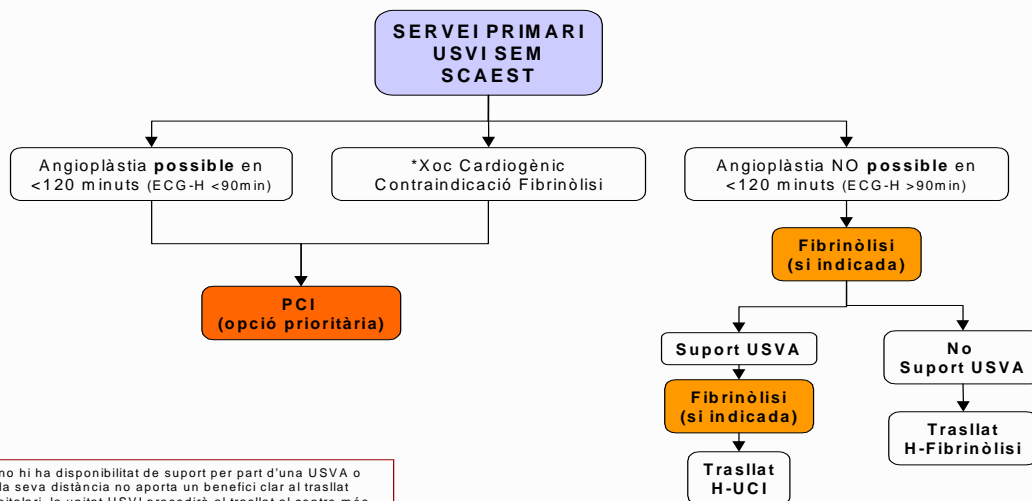 SERVEI PRIMARI
USVI SEM
SCAEST
Angioplàstia possible en
<120 minuts (ECG-H <90min)
*Xoc Cardiogènic
Contraindicació Fibrinòlisi
Angioplàstia NO possible en
<120 minuts (ECG-H >90min)
Fibrinòlisi
(si indicada)
PCI
(opció prioritària)
Suport USVA
No
Suport USVA
Fibrinòlisi
(si indicada)
Trasllat
H-Fibrinòlisi
Trasllat
H-UCI
no hi ha disponibilitat de suport per part d'una USVA o
la seva distància no aporta un benefici clar al trasllat